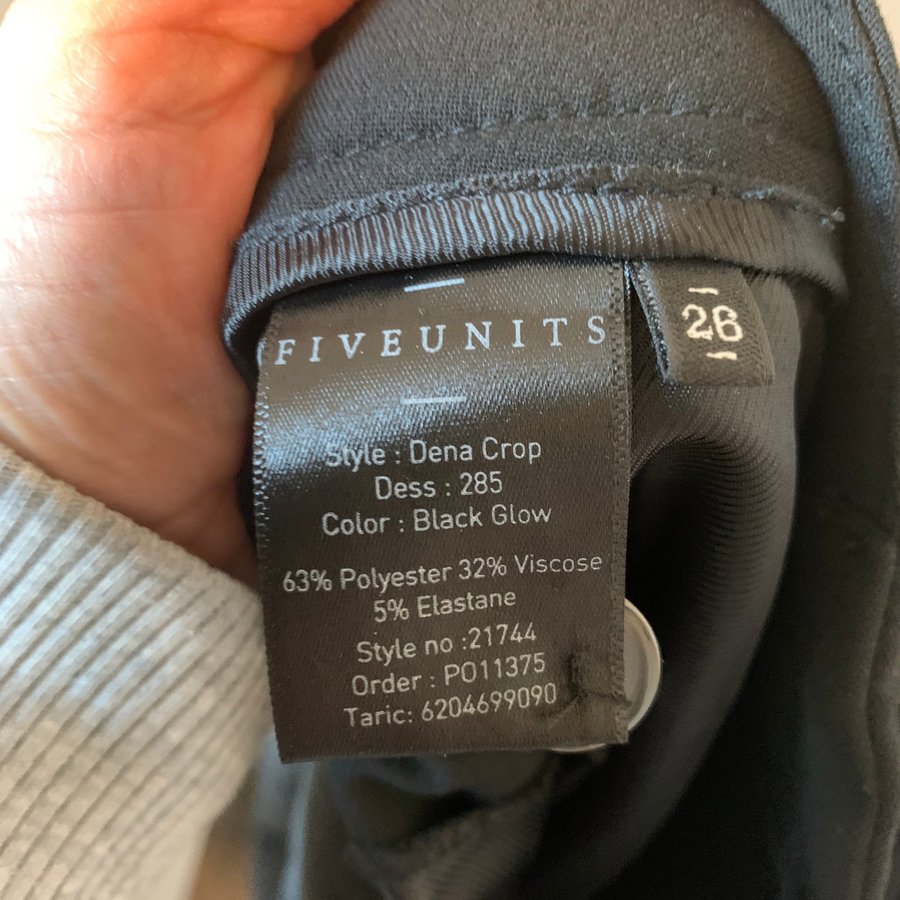 FIVEUNITS
26
Style : Dena Crop
Dess : 285
Color : Black Glow
63% Polyester 32% Viscose
5% Elastane
Style no :21744
Order : PO11375
Taric: 6204699090